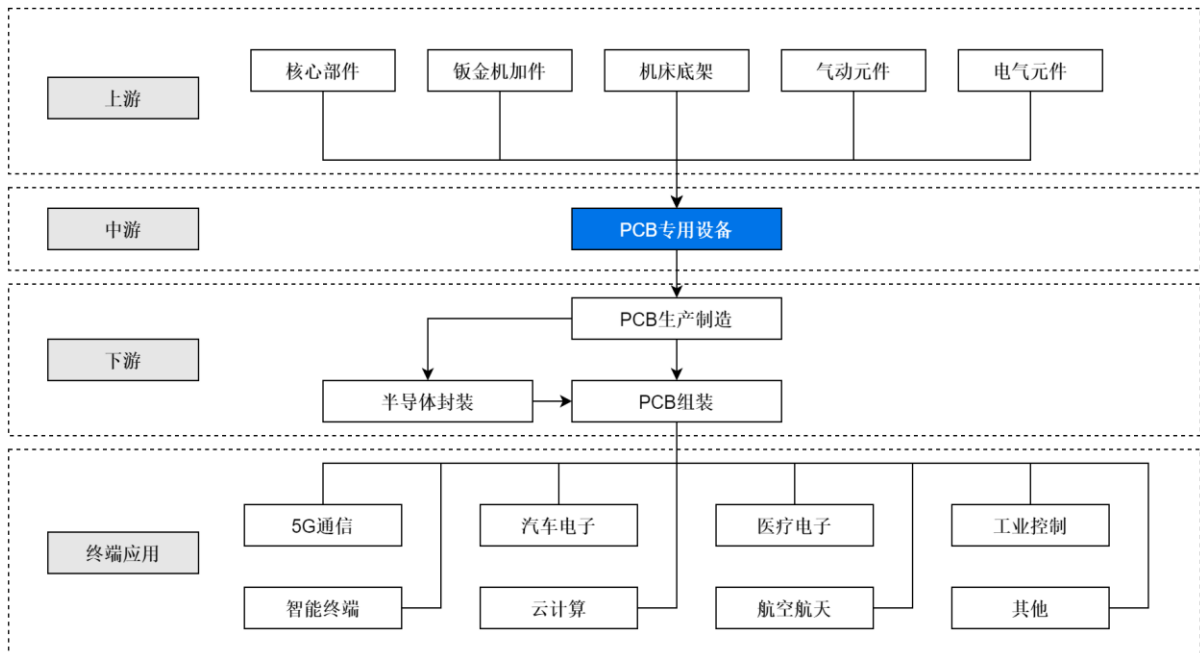 核心部件
钣金机加件
机床底架
气动元件
电气元件
上游
中游
PCB专用设备
PCB生产制造
下游
半导体封装
PCB组装
5G通信
汽车电子
医疗电子
工业控制
终端应用
智能终端
云计算
航空航天
其他